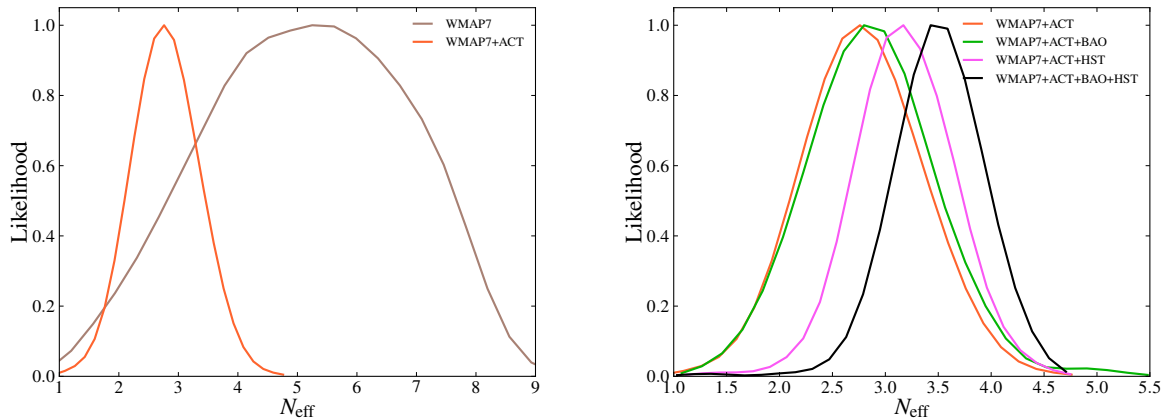 WMAP7
WMAP7+ACT
1.0
0.8
0.6
0.4
0.2
0.0
Likelihood
1 2 3 4 5 6 7 8 9
N_eff
WMAP7+ACT
WMAP7+ACT+BAO
WMAP7+ACT+HST
WMAP7+ACT+BAO+HST
1.0
0.8
0.6
0.4
0.2
0.0
Likelihood
1.0 1.5 2.0 2.5 3.0 3.5 4.0 4.5 5.0 5.5
N_eff